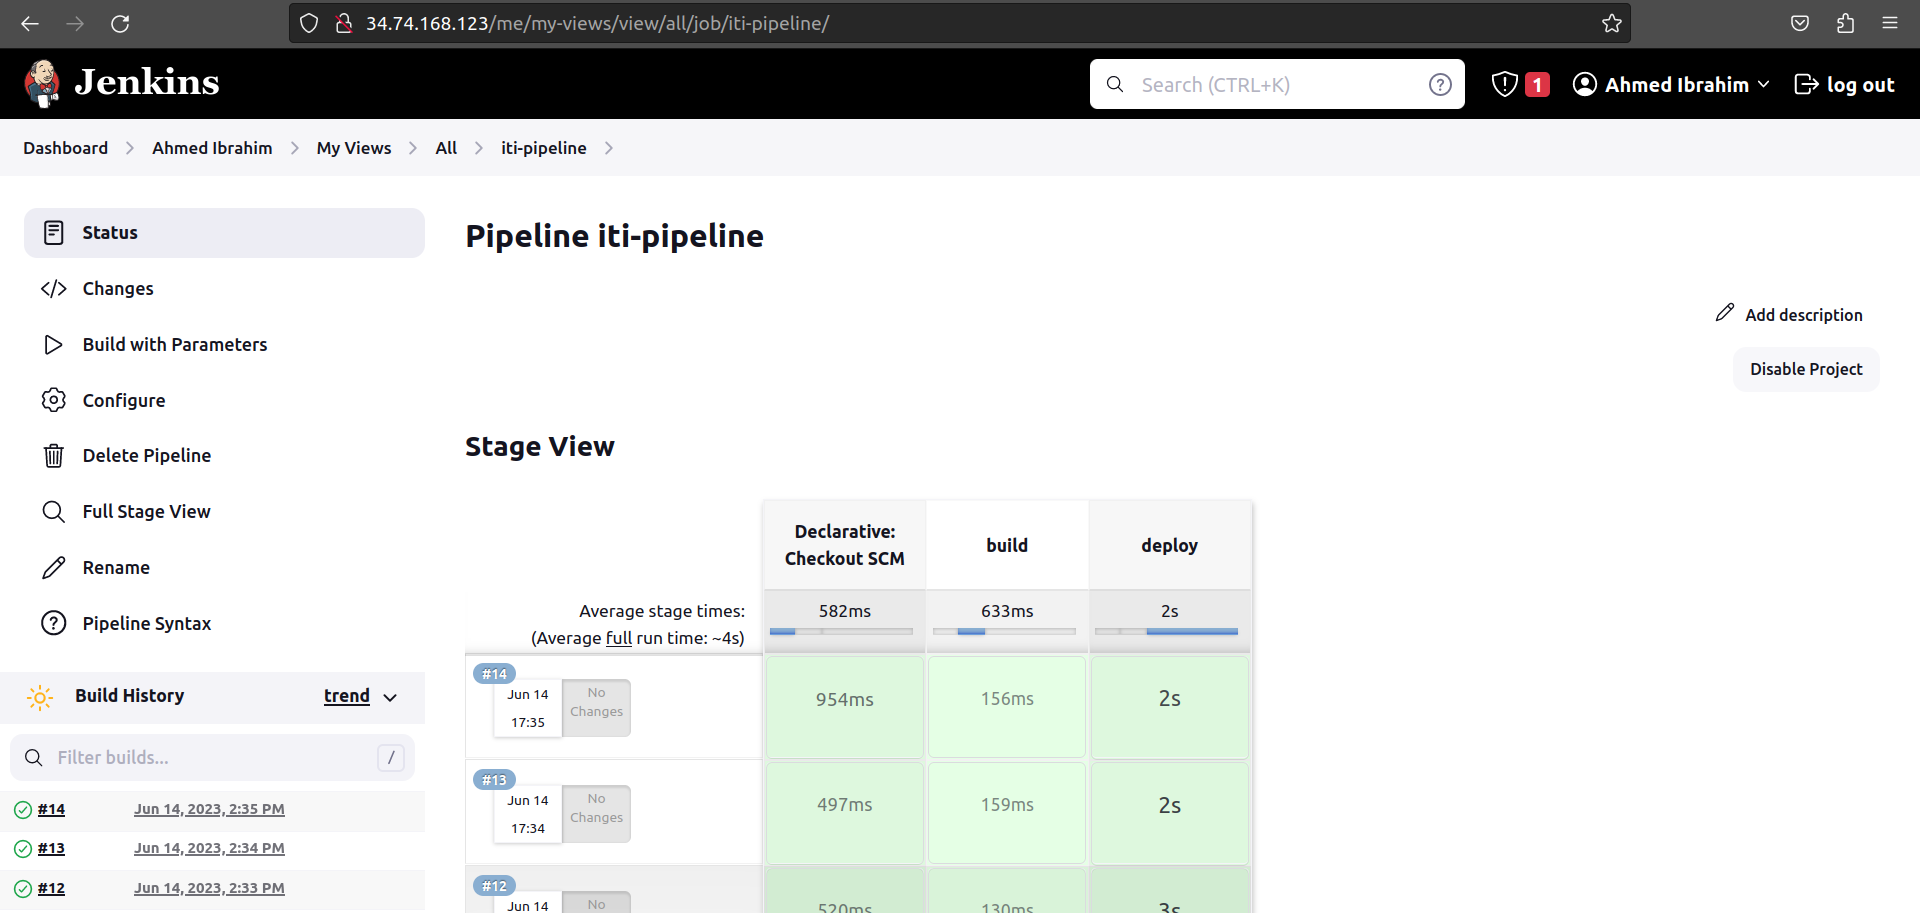 34.74.168.123/me/my-views/view/all/job/iti-pipeline/
Jenkins
Search (CTRL+K)
?
1
Ahmed Ibrahim
log out
Dashboard
Ahmed Ibrahim
My Views
All
iti-pipeline
Status
Changes
Build with Parameters
Configure
Delete Pipeline
Full Stage View
Rename
Pipeline Syntax
Build History
trend
Filter builds...
/
#14
Jun 14, 2023, 2:35 PM
#13
Jun 14, 2023, 2:34 PM
#12
Jun 14, 2023, 2:33 PM
Pipeline iti-pipeline
Add description
Disable Project
Stage View
Declarative:
Checkout SCM
build
deploy
Average stage times:
(Average full run time: ~4s)
582ms
633ms
2s
#14
Jun 14
17:35
No
Changes
954ms
156ms
2s
#13
Jun 14
17:34
No
Changes
497ms
159ms
2s
#12
Jun 14
No
520ms
130ms
3s